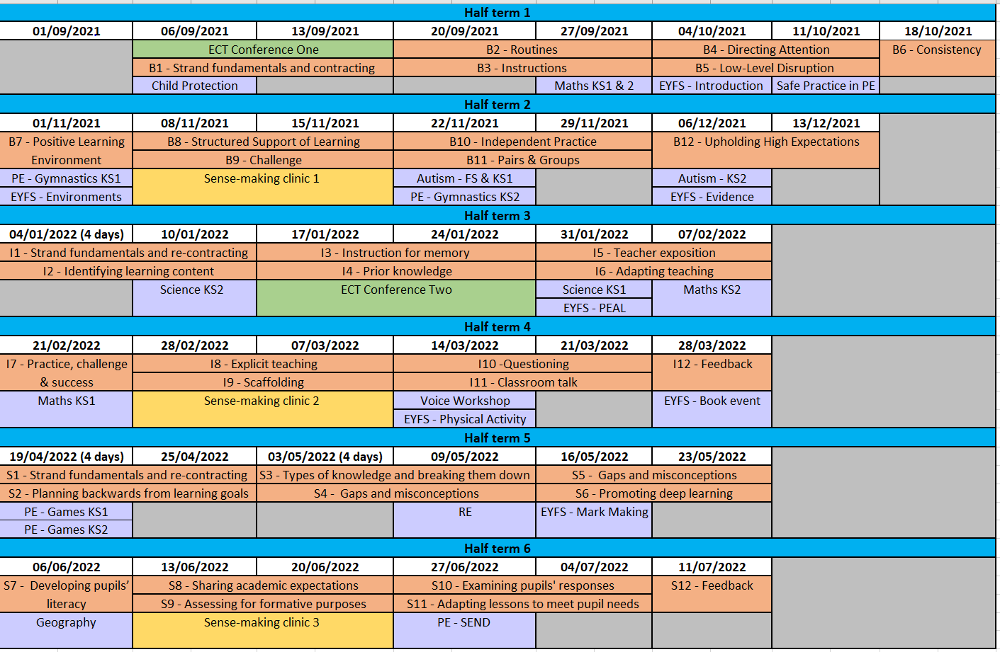 Half term 1
01/09/2021 06/09/2021 13/09/2021 20/09/2021 27/09/2021 04/10/2021 11/10/2021 18/10/2021
ECT Conference One B2 - Routines B4 - Directing Attention B6 - Consistency
B1 - Strand fundamentals and contracting B3 - Instructions B5 - Low-Level Disruption
Child Protection Maths KS1 & 2 EYFS - Introduction Safe Practice in PE
Half term 2
01/11/2021 08/11/2021 15/11/2021 22/11/2021 29/11/2021 06/12/2021 13/12/2021
B7 - Positive Learning B8 - Structured Support of Learning B10 - Independent Practice B12 - Upholding High Expectations
Environment B9 - Challenge B11 - Pairs & Groups
PE - Gymnastics KS1 Sense-making clinic 1 Autism - FS & KS1 Autism - KS2
EYFS - Environments PE - Gymnastics KS2 EYFS - Evidence
Half term 3
04/01/2022 (4 days) 10/01/2022 17/01/2022 24/01/2022 31/01/2022 07/02/2022
I1 - Strand fundamentals and re-contracting I3 - Instruction for memory I5 - Teacher exposition
I2 - Identifying learning content I4 - Prior knowledge I6 - Adapting teaching
Science KS2 ECT Conference Two Science KS1 Maths KS2
EYFS - PEAL
Half term 4
21/02/2022 28/02/2022 07/03/2022 14/03/2022 21/03/2022 28/03/2022
I7 - Practice, challenge I8 - Explicit teaching I10 -Questioning I12 - Feedback
& success I9 - Scaffolding I11 - Classroom talk
Maths KS1 Sense-making clinic 2 Voice Workshop EYFS - Book event
EYFS - Physical Activity
Half term 5
19/04/2022 (4 days) 25/04/2022 03/05/2022 (4 days) 09/05/2022 16/05/2022 23/05/2022
S1 - Strand fundamentals and re-contracting S3 - Types of knowledge and breaking them down S5 - Gaps and misconceptions
S2 - Planning backwards from learning goals S4 - Gaps and misconceptions S6 - Promoting deep learning
PE - Games KS1 RE EYFS - Mark Making
PE - Games KS2
Half term 6
06/06/2022 13/06/2022 20/06/2022 27/06/2022 04/07/2022 11/07/2022
S7 - Developing pupils’ S8 - Sharing academic expectations S10 - Examining pupils' responses S12 - Feedback
literacy S9 - Assessing for formative purposes S11 - Adapting lessons to meet pupil needs
Geography Sense-making clinic 3 PE - SEND